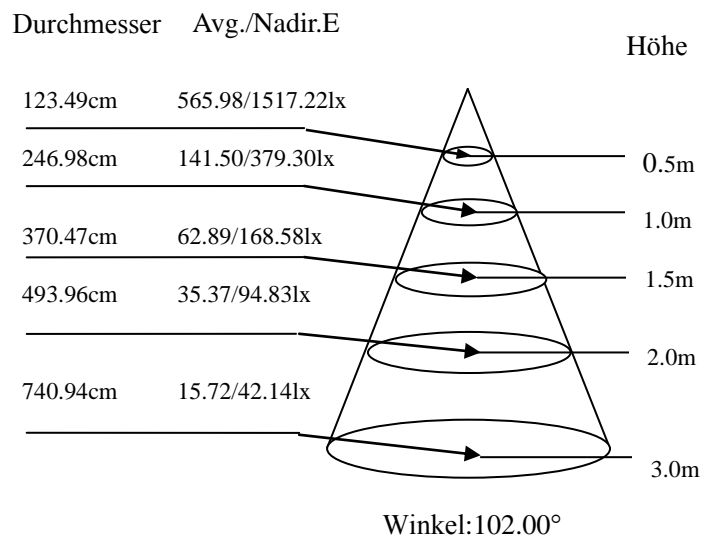 Durchmesser Avg./Nadir.E
Höhe
123.49cm 565.98/1517.22lx
0.5m
246.98cm 141.50/379.30lx
1.0m
370.47cm 62.89/168.58lx
1.5m
493.96cm 35.37/94.83lx
2.0m
740.94cm 15.72/42.14lx
3.0m
Winkel:102.00°